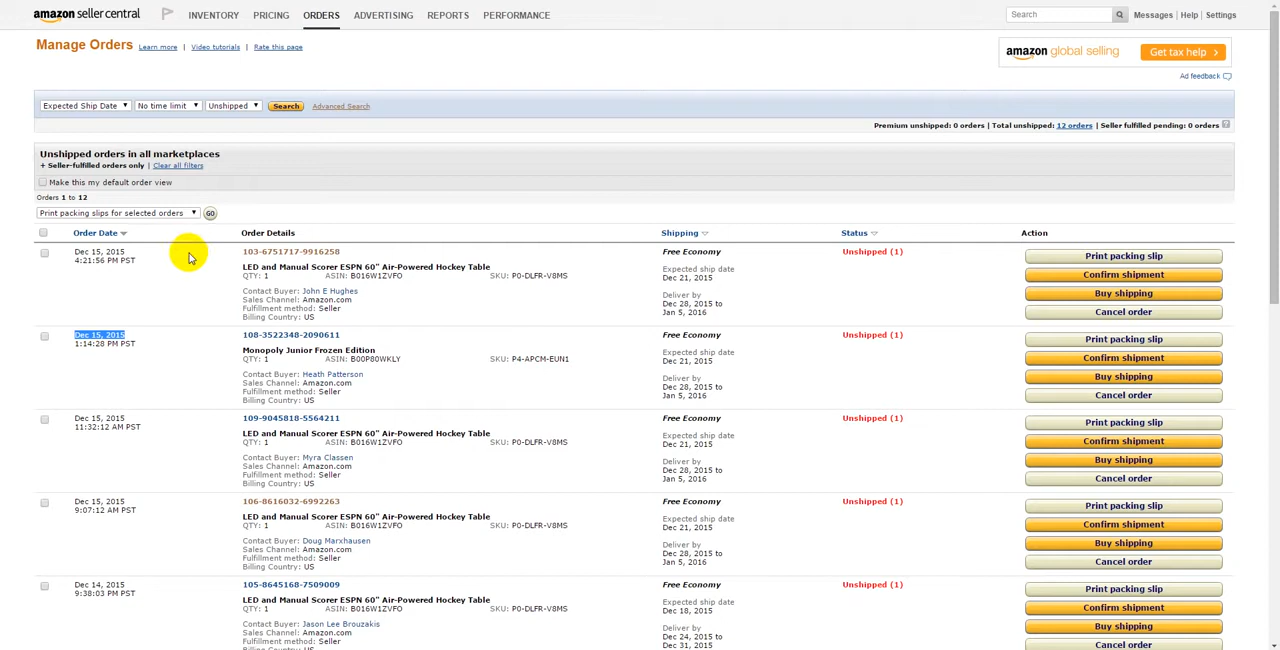 amazon seller central INVENTORY PRICING ORDERS ADVERTISING REPORTS PERFORMANCE Search Messages | Help | Settings
Manage Orders Learn more | Video tutorials | Rate this page
amazon global selling Get tax help >
Ad feedback
Expected Ship Date No time limit Unshipped Search Advanced Search
Premium unshipped: 0 orders | Total unshipped: 12 orders | Seller fulfilled pending: 0 orders ?
Unshipped orders in all marketplaces
+ Seller-fulfilled orders only | Clear all filters
Make this my default order view
Orders 1 to 12
Print packing slips for selected orders GO
Order Date Order Details Shipping Status Action
Dec 15, 2015 103-6751717-9916258 Free Economy Unshipped (1) Print packing slip
4:21:56 PM PST
LED and Manual Scorer ESPN 60" Air-Powered Hockey Table Expected ship date Confirm shipment
QTY: 1 ASIN: B016W1ZVFO SKU: P0-DLFR-V8MS Dec 21, 2015
Contact Buyer: John E Hughes Deliver by Buy shipping
Sales Channel: Amazon.com Dec 28, 2015 to
Fulfillment method: Seller Jan 5, 2016 Cancel order
Billing Country: US
Dec 15, 2015 108-3522348-2090611 Free Economy Unshipped (1) Print packing slip
1:14:28 PM PST
Monopoly Junior Frozen Edition Expected ship date Confirm shipment
QTY: 1 ASIN: B00P80WKLY SKU: P4-APCM-EUN1 Dec 21, 2015
Contact Buyer: Heath Patterson Deliver by Buy shipping
Sales Channel: Amazon.com Dec 28, 2015 to
Fulfillment method: Seller Jan 5, 2016 Cancel order
Billing Country: US
Dec 15, 2015 109-9045818-5564211 Free Economy Unshipped (1) Print packing slip
11:32:12 AM PST
LED and Manual Scorer ESPN 60" Air-Powered Hockey Table Expected ship date Confirm shipment
QTY: 1 ASIN: B016W1ZVFO SKU: P0-DLFR-V8MS Dec 21, 2015
Contact Buyer: Myra Classen Deliver by Buy shipping
Sales Channel: Amazon.com Dec 28, 2015 to
Fulfillment method: Seller Jan 5, 2016 Cancel order
Billing Country: US
Dec 15, 2015 106-8616032-6992263 Free Economy Unshipped (1) Print packing slip
9:07:12 AM PST
LED and Manual Scorer ESPN 60" Air-Powered Hockey Table Expected ship date Confirm shipment
QTY: 1 ASIN: B016W1ZVFO SKU: P0-DLFR-V8MS Dec 21, 2015
Contact Buyer: Doug Marxhausen Deliver by Buy shipping
Sales Channel: Amazon.com Dec 28, 2015 to
Fulfillment method: Seller Jan 5, 2016 Cancel order
Billing Country: US
Dec 14, 2015 105-8645168-7509009 Free Economy Unshipped (1) Print packing slip
9:38:03 PM PST
LED and Manual Scorer ESPN 60" Air-Powered Hockey Table Expected ship date Confirm shipment
QTY: 1 ASIN: B016W1ZVFO SKU: P0-DLFR-V8MS Dec 18, 2015
Contact Buyer: Jason Lee Brouzakis Deliver by Buy shipping
Sales Channel: Amazon.com Dec 24, 2015 to
Fulfillment method: Seller Dec 31, 2015 Cancel order
Billing Country: US